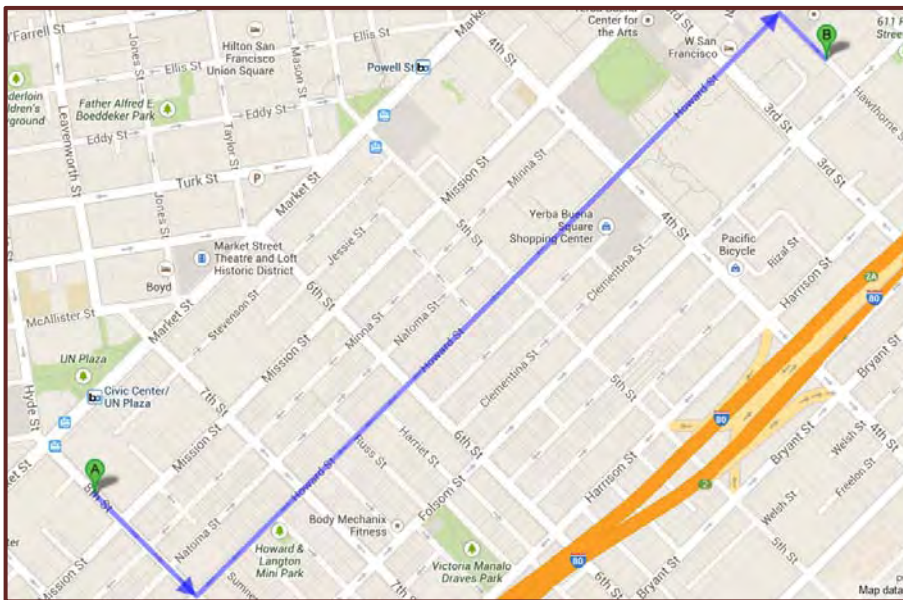 O'Farrell St
Jones St
Market
Yerba Buena
Center for
the Arts
W San
Francisco
B
Hilton San
Francisco
Union Square
Ellis St
Mason St
Powell St
4th St
Howard St
3rd St
Hawthorne St
Ellis St
Leavenworth St
Father Alfred E
Boeddeker Park
Eddy St
Taylor St
Jones St
Eddy St
Turk St
P
Market St
Mission St
Minna St
3rd St
5th St
Yerba Buena
Square
Shopping Center
4th St
Pacific
Bicycle
Rizal St
Market Street
Theatre and Loft
Historic District
Jessie St
Boyd
6th St
Clementina St
Harrison St
2A
80
McAllister St
Market St
Stevenson St
Mission St
Minna St
Natoma St
Howard St
Clementina St
5th St
Bryant St
UN Plaza
Hyde St
Civic Center/
UN Plaza
7th St
80
4th St
A
8th St
Mission St
Howard St
Russ St
Harriet St
6th St
Folsom St
Harrison St
2
Bryant St
Welsh St
Freelon St
Welsh St
Mission St
Natoma St
Body Mechanix
Fitness
Howard &
Langton
Mini Park
Victoria Manalo
Draves Park
80
5th St
7th St
6th St
Bryant St
Map data